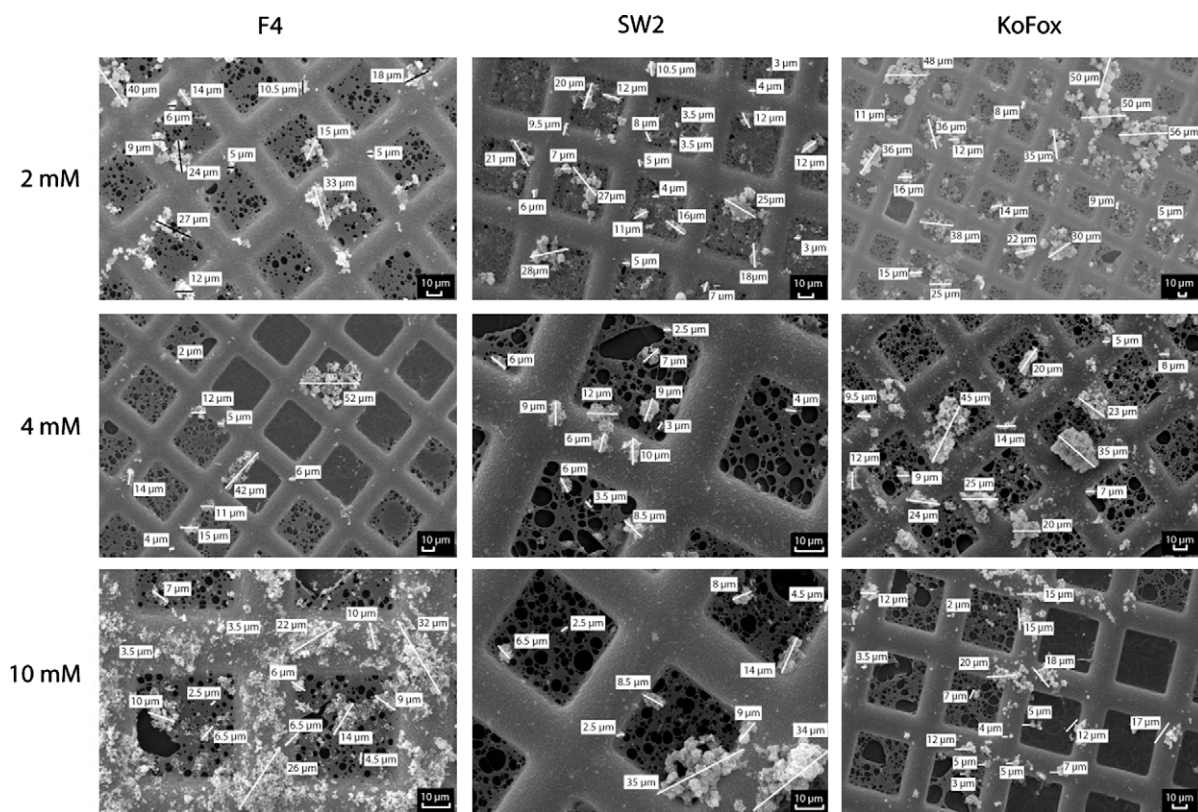 F4 SW2 KoFox
2 mM
40 µm
14 µm
10.5 µm
18 µm
6 µm
15 µm
9 µm
5 µm
5 µm
24 µm
33 µm
27 µm
12 µm
10 µm
10.5 µm
3 µm
20 µm
12 µm
4 µm
9.5 µm
8 µm
3.5 µm
12 µm
3.5 µm
21 µm
7 µm
5 µm
12 µm
27µm
4 µm
25µm
6 µm
11µm
16µm
28µm
5 µm
18µm
3 µm
7 µm
10 µm
48 µm
50 µm
11 µm
36 µm
8 µm
50 µm
56 µm
12 µm
36 µm
35 µm
16 µm
14 µm
9 µm
5 µm
38 µm
22 µm
30 µm
15 µm
25 µm
10 µm
4 mM
2 µm
52 µm
12 µm
5 µm
6 µm
42 µm
14 µm
11 µm
4 µm
15 µm
10 µm
2.5 µm
6 µm
7 µm
12 µm
9 µm
9 µm
4 µm
3 µm
6 µm
10 µm
6 µm
3.5 µm
8.5 µm
10 µm
5 µm
8 µm
20 µm
9.5 µm
45 µm
23 µm
14 µm
35 µm
12 µm
9 µm
25 µm
7 µm
24 µm
20 µm
10 µm
10 mM
7 µm
10 µm
3.5 µm
22 µm
32 µm
3.5 µm
6 µm
2.5 µm
9 µm
10 µm
6.5 µm
6.5 µm
14 µm
4.5 µm
26 µm
10 µm
8 µm
4.5 µm
2.5 µm
6.5 µm
14 µm
8.5 µm
2.5 µm
9 µm
34 µm
35 µm
10 µm
12 µm
2 µm
15 µm
15 µm
3.5 µm
20 µm
18 µm
7 µm
5 µm
4 µm
17 µm
12 µm
12 µm
5 µm
5 µm
7 µm
3 µm
10 µm